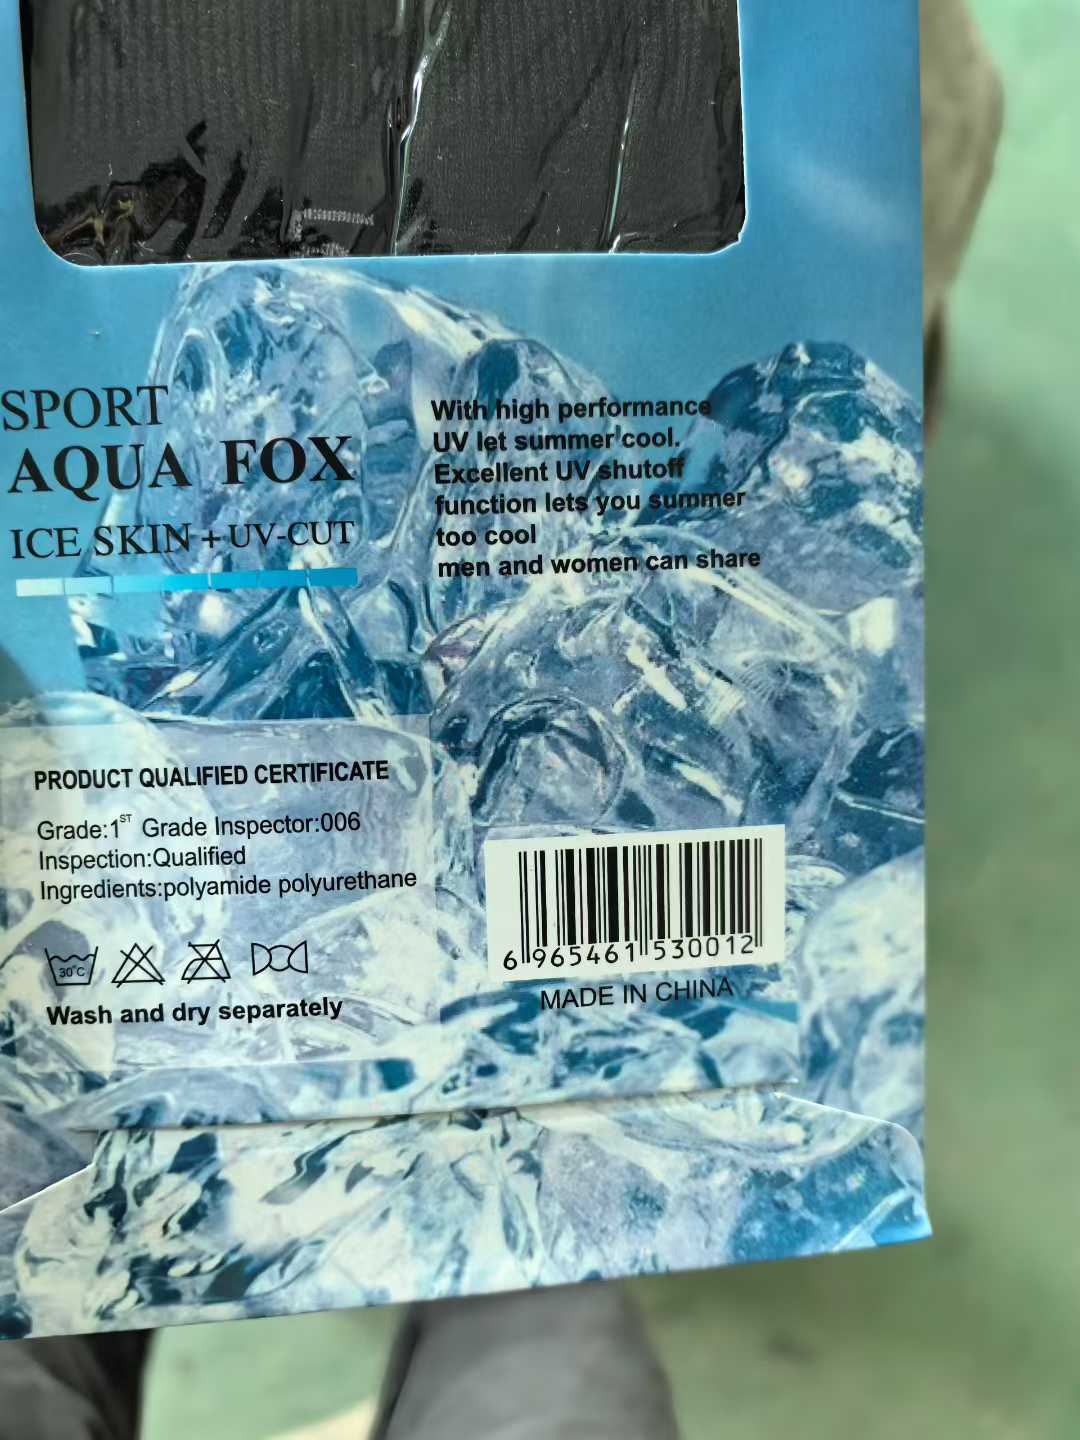 SPORT
AQUA FOX
ICE SKIN+UV-CUT
With high performance
UV let summer cool.
Excellent UV shutoff
function lets you summer
too cool
men and women can share
PRODUCT QUALIFIED CERTIFICATE
Grade:1ST Grade Inspector:006
Inspection:Qualified
Ingredients:polyamide polyurethane
30°C
Wash and dry separately
6 965461 530012
MADE IN CHINA